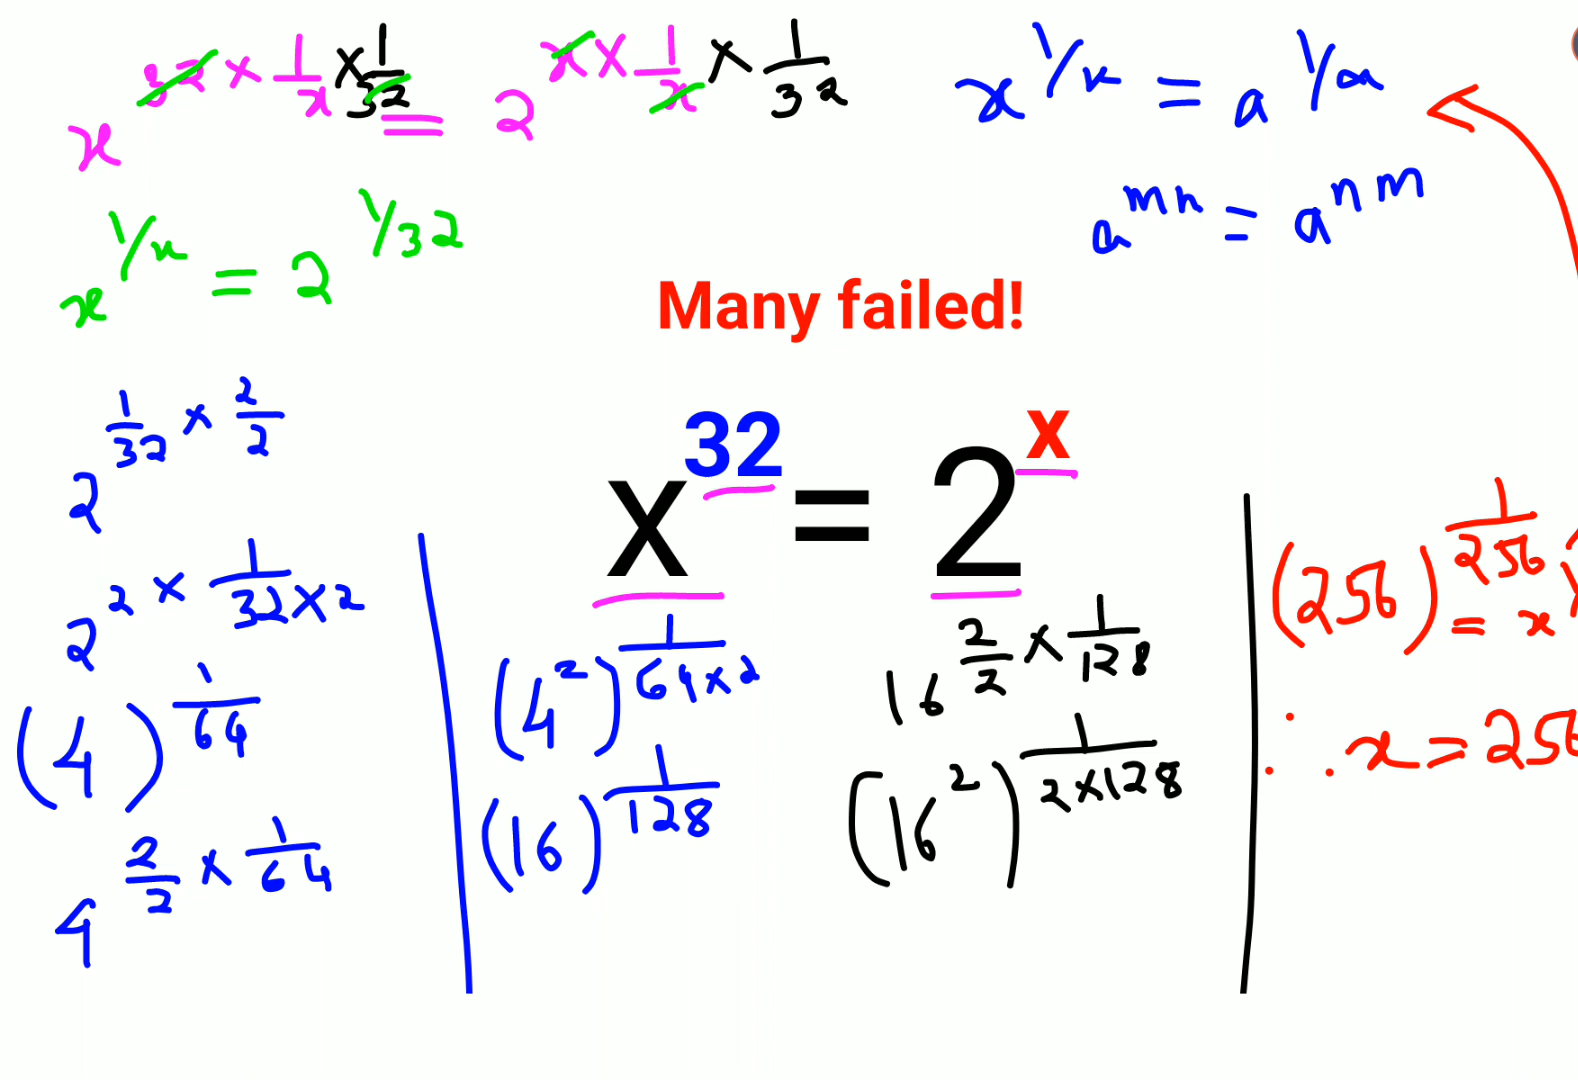 x^(32 × 1/x × 1/32) 2^(x × 1/x × 1/32)
x^(1/x) = a^(1/a)
a^(mn) = a^(nm)
x^(1/x) = 2^(1/32)
Many failed!
x^32 = 2^x
2^(1/32 × 2/2)
2^(2 × 1/(32×2))
(4)^(1/64)
4^(2/2 × 1/64)
(4^2)^(1/(64×2))
(16)^(1/128)
16^(2/2 × 1/128)
(16^2)^(1/(2×128))
(256)^(1/256)
= x
∴ x = 256